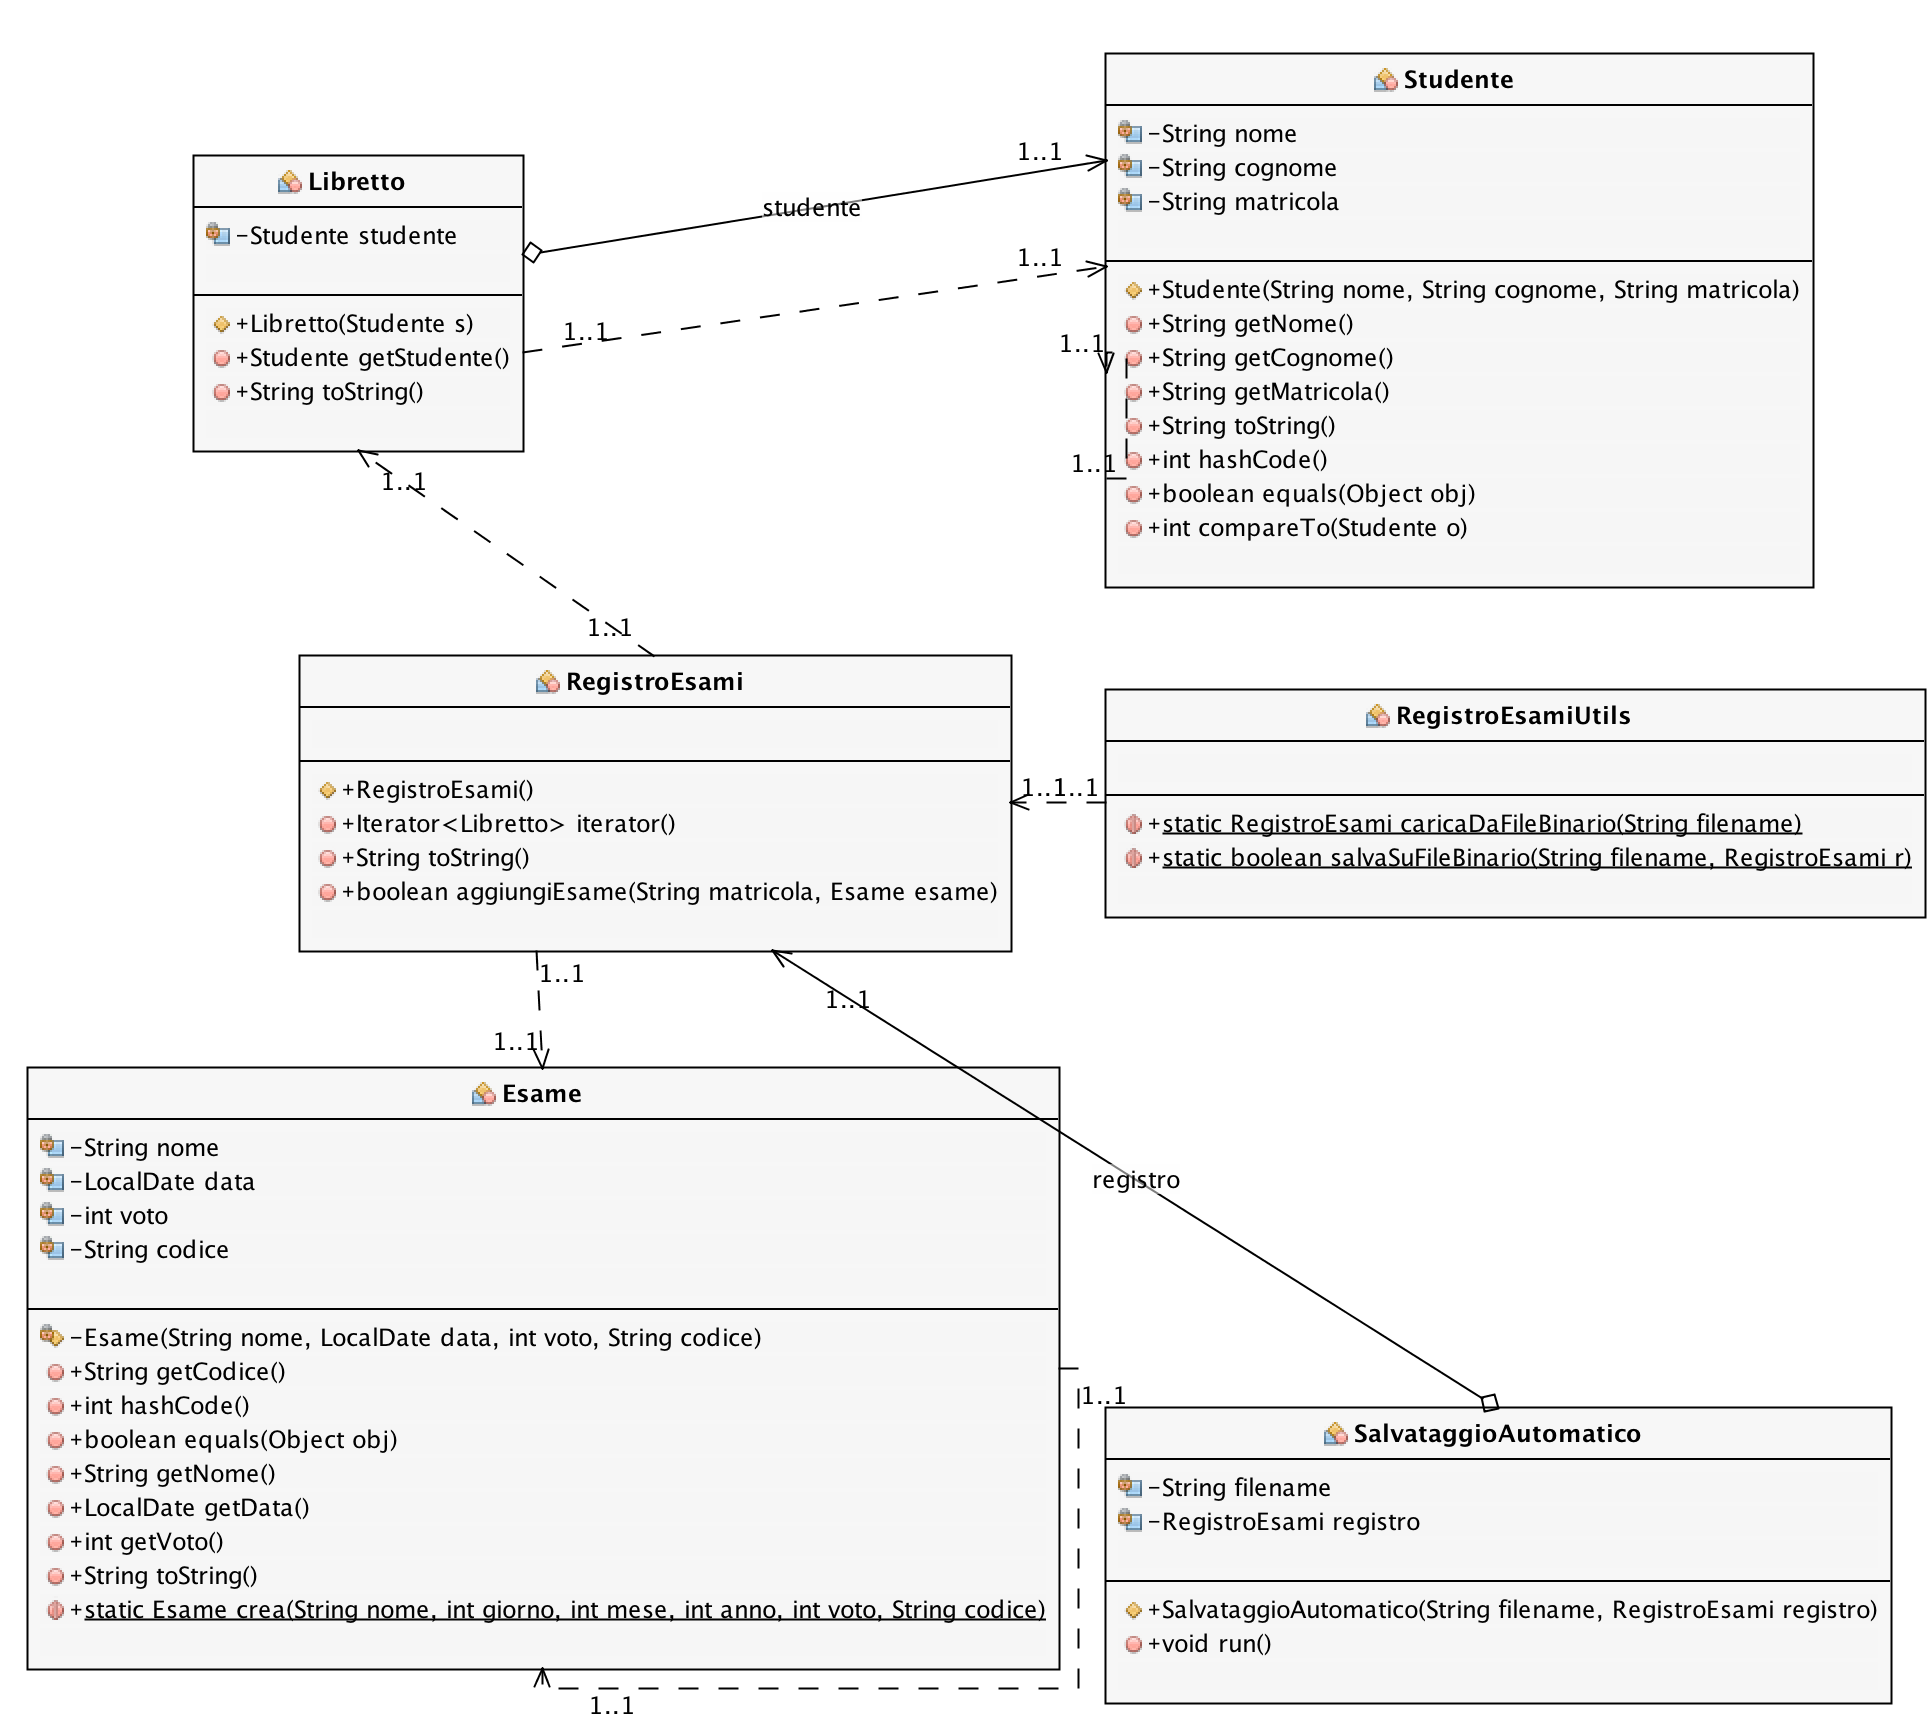 Studente
-String nome
-String cognome
-String matricola
+Studente(String nome, String cognome, String matricola)
+String getNome()
+String getCognome()
+String getMatricola()
+String toString()
+int hashCode()
+boolean equals(Object obj)
+int compareTo(Studente o)
1..1
1..1
Libretto
-Studente studente
+Libretto(Studente s)
+Studente getStudente()
+String toString()
1..1
studente
1..1
1..1
1..1
1..1
RegistroEsami
+RegistroEsami()
+Iterator<Libretto> iterator()
+String toString()
+boolean aggiungiEsame(String matricola, Esame esame)
1..1
1..1
RegistroEsamiUtils
+static RegistroEsami caricaDaFileBinario(String filename)
+static boolean salvaSuFileBinario(String filename, RegistroEsami r)
1..1
1..1
1..1
registro
Esame
-String nome
-LocalDate data
-int voto
-String codice
-Esame(String nome, LocalDate data, int voto, String codice)
+String getCodice()
+int hashCode()
+boolean equals(Object obj)
+String getNome()
+LocalDate getData()
+int getVoto()
+String toString()
+static Esame crea(String nome, int giorno, int mese, int anno, int voto, String codice)
1..1
1..1
SalvataggioAutomatico
-String filename
-RegistroEsami registro
+SalvataggioAutomatico(String filename, RegistroEsami registro)
+void run()